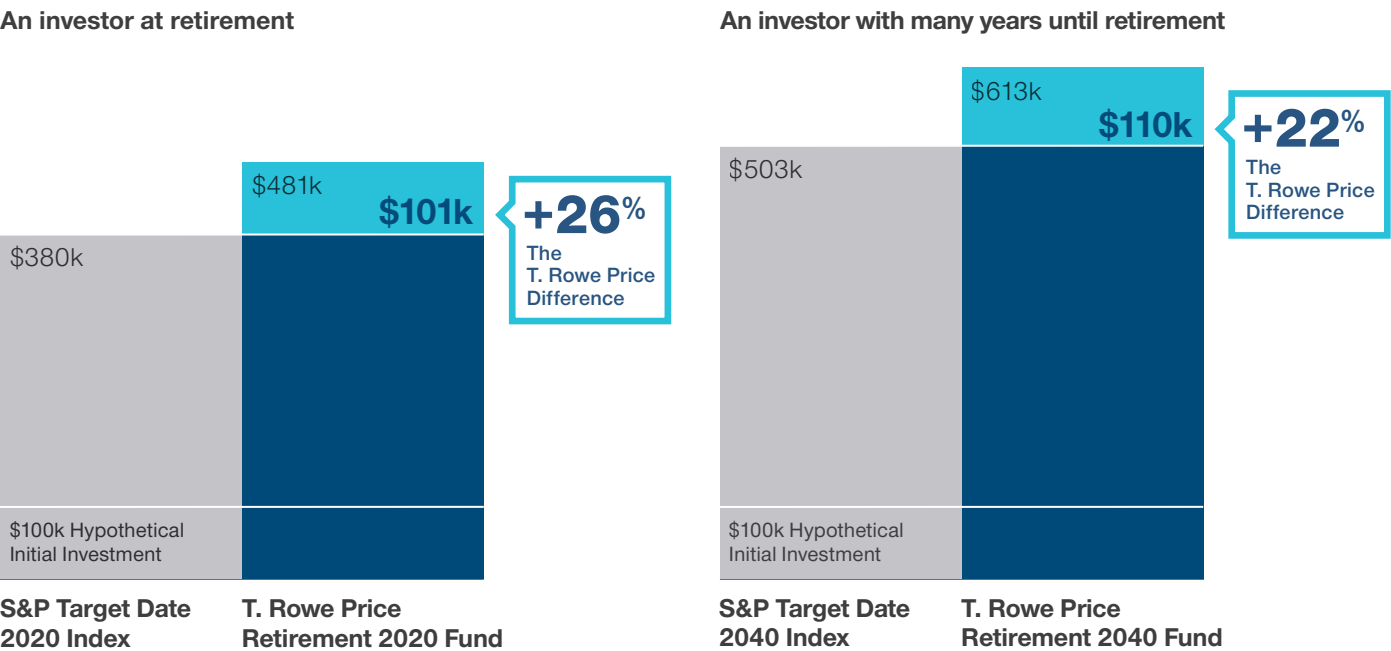 An investor at retirement
$481k
$101k
$380k
+26%
The
T. Rowe Price
Difference
$100k Hypothetical
Initial Investment
S&P Target Date
2020 Index
T. Rowe Price
Retirement 2020 Fund
An investor with many years until retirement
$613k
$110k
$503k
+22%
The
T. Rowe Price
Difference
$100k Hypothetical
Initial Investment
S&P Target Date
2040 Index
T. Rowe Price
Retirement 2040 Fund